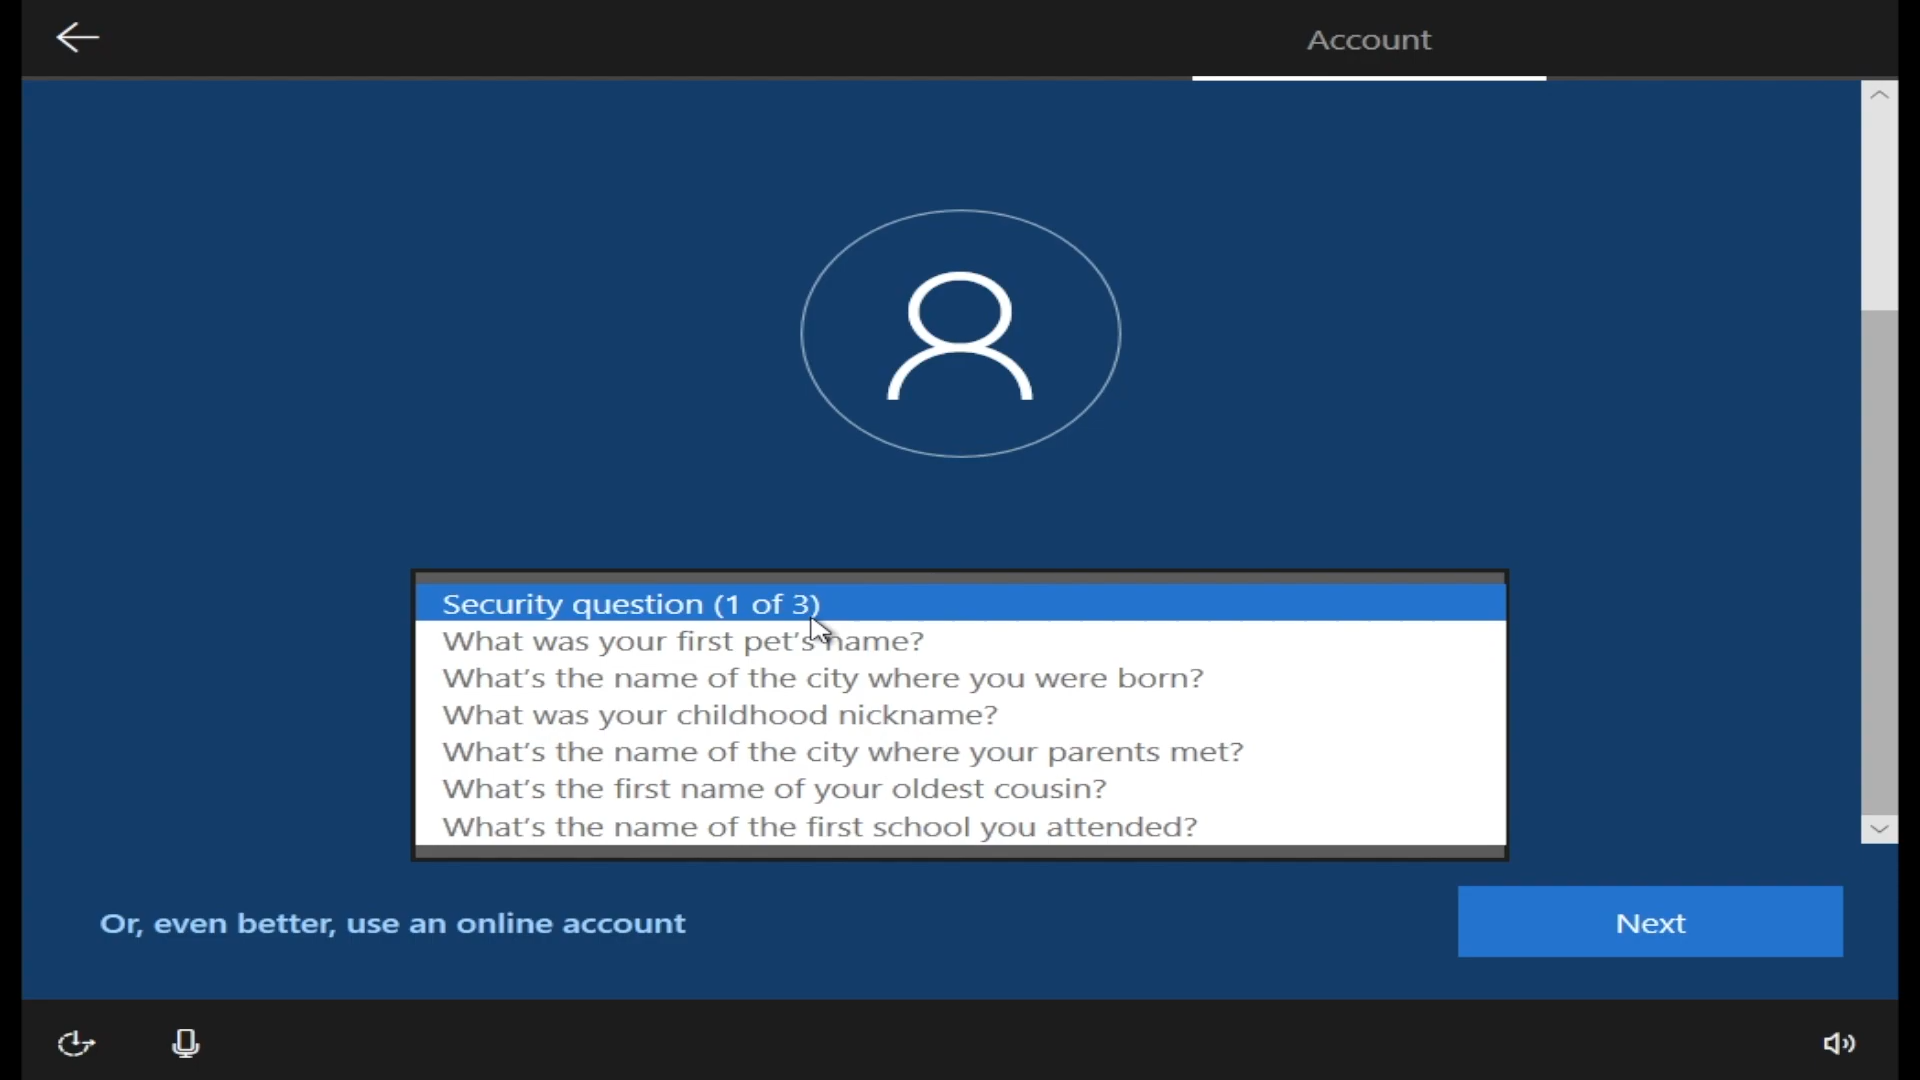 Account
Security question (1 of 3)
What was your first pet's name?
What's the name of the city where you were born?
What was your childhood nickname?
What's the name of the city where your parents met?
What's the first name of your oldest cousin?
What's the name of the first school you attended?
Or, even better, use an online account
Next